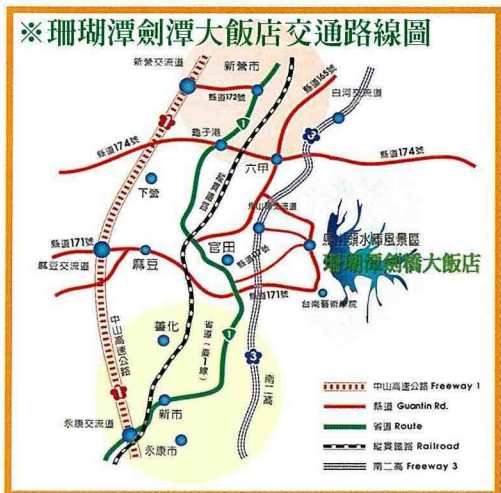 ※珊瑚潭劍潭大飯店交通路線圖
新營交流道
新營市
縣道165號
白河交流道
縣道172號
1
1
3
龜子港
縣道174號
縣道174號
六甲
下營
縱貫鐵路
官田
烏山頭水庫風景區
珊瑚潭劍橋大飯店
縣道171號
麻豆交流道
麻豆
縣道171號
台南藝術學院
中山高速公路
善化
省道(臺1線)
1
3
南二高
1
新市
永康交流道
永康市
中山高速公路 Freeway 1
縣道 Guantin Rd.
省道 Route
縱貫鐵路 Railroad
南二高 Freeway 3